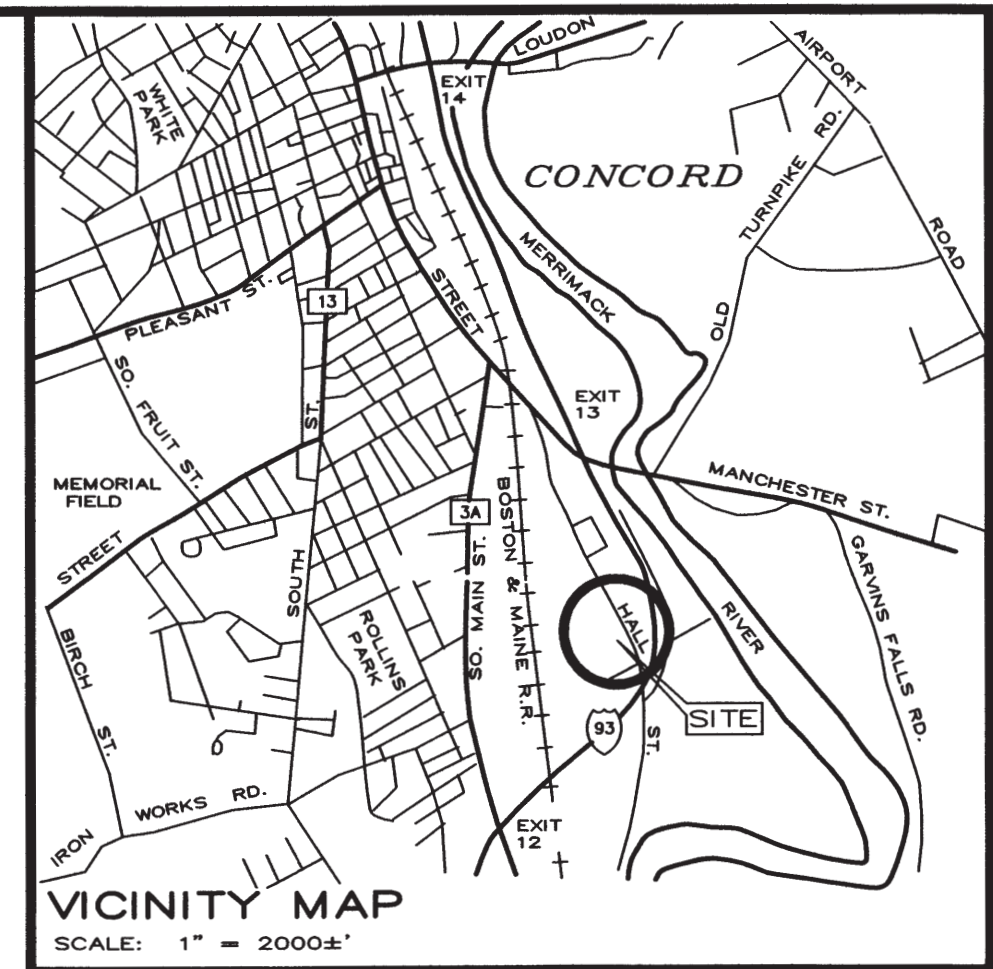 LOUDON
AIRPORT
ROAD
EXIT
14
WHITE
PARK
CONCORD
TURNPIKE RD.
OLD
MERRIMACK
STREET
13
PLEASANT ST.
SO. FRUIT ST.
ST.
EXIT
13
MEMORIAL
FIELD
MANCHESTER ST.
3A
BOSTON & MAINE R.R.
STREET
SOUTH
SO. MAIN ST.
GARVINS FALLS RD.
HALL
RIVER
ROLLINS
PARK
BIRCH
ST.
93
SITE
ST.
IRON
WORKS RD.
EXIT
12
VICINITY MAP
SCALE: 1" = 2000±'